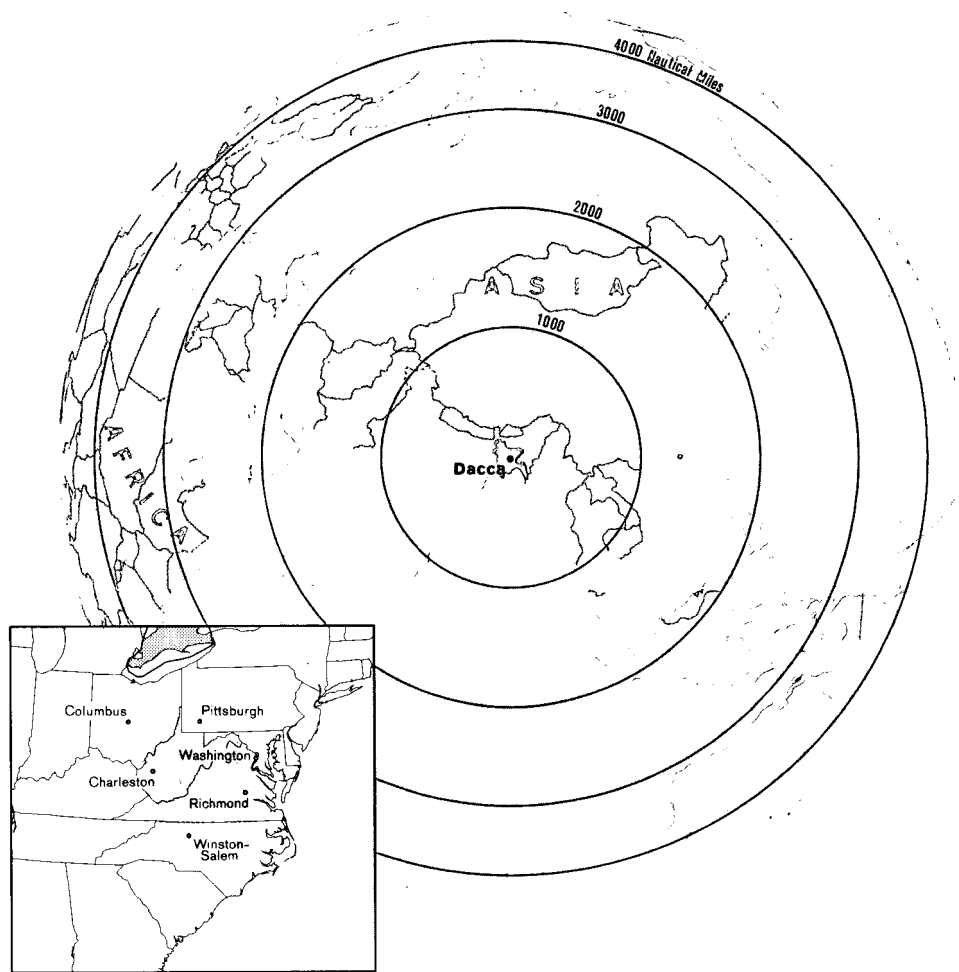 4000 Nautical Miles
3000
2000
ASIA
1000
Dacca
AFRICA
Columbus
Pittsburgh
Washington
Charleston
Richmond
Winston-
Salem